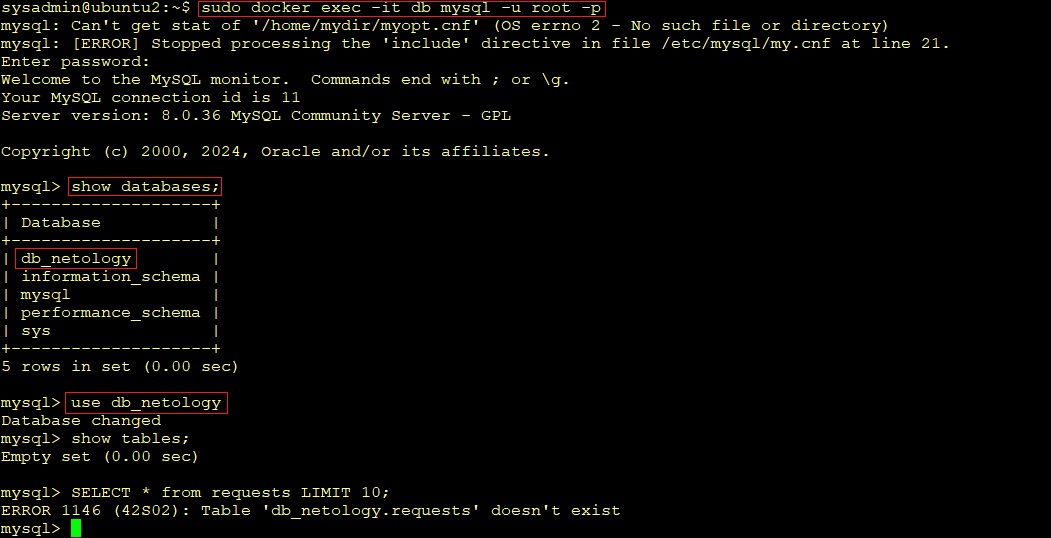 sysadmin@ubuntu2:~$ sudo docker exec -it db mysql -u root -p
mysql: Can't get stat of '/home/mydir/myopt.cnf' (OS errno 2 - No such file or directory)
mysql: [ERROR] Stopped processing the 'include' directive in file /etc/mysql/my.cnf at line 21.
Enter password:
Welcome to the MySQL monitor.  Commands end with ; or \g.
Your MySQL connection id is 11
Server version: 8.0.36 MySQL Community Server - GPL

Copyright (c) 2000, 2024, Oracle and/or its affiliates.

mysql> show databases;
+--------------------+
| Database           |
+--------------------+
| db_netology        |
| information_schema |
| mysql              |
| performance_schema |
| sys                |
+--------------------+
5 rows in set (0.00 sec)

mysql> use db_netology
Database changed
mysql> show tables;
Empty set (0.00 sec)

mysql> SELECT * from requests LIMIT 10;
ERROR 1146 (42S02): Table 'db_netology.requests' doesn't exist
mysql>